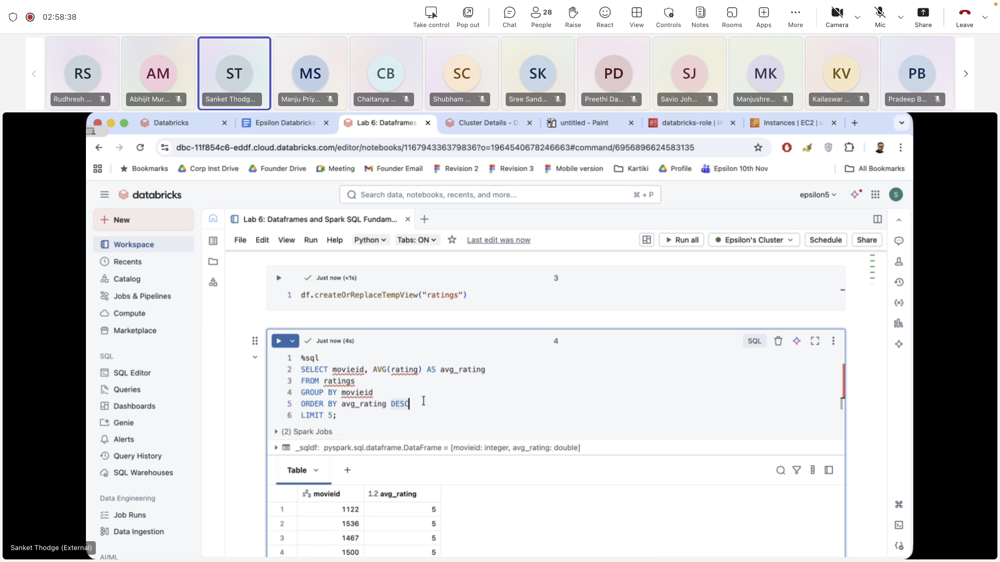 02:58:38
Take control
Pop out
Chat
People
28
Raise
React
View
Controls
Notes
Rooms
Apps
More
Camera
Mic
Share
Leave
RS
AM
ST
MS
CB
SC
SK
PD
SJ
MK
KV
PB
Rudhresh ...
Abhijit Mur...
Sanket Thodg...
Manju Priy...
Chaitanya ...
Shubham ...
Sree Sand...
Preethi Da...
Savio Joh...
Manjushre...
Kailaswar ...
Pradeep B...
Databricks
Epsilon Databricks
Lab 6: Dataframes
Cluster Details - D
untitled - Paint
databricks-role | IA
Instances | EC2 | u
dbc-11f854c6-eddf.cloud.databricks.com/editor/notebooks/116794336379836?o=1964540678246663#command/6956896624583135
Bookmarks
Corp Inst Drive
Founder Drive
Meeting
Founder Email
Revision 2
Revision 3
Mobile version
Kartiki
Profile
Epsilon 10th Nov
All Bookmarks
databricks
Search data, notebooks, recents, and more...
⌘ + P
epsilon5
S
New
Workspace
Recents
Catalog
Jobs & Pipelines
Compute
Marketplace
SQL
SQL Editor
Queries
Dashboards
Genie
Alerts
Query History
SQL Warehouses
Data Engineering
Job Runs
Data Ingestion
AI/ML
Lab 6: Dataframes and Spark SQL Fundam...
File Edit View Run Help Python Tabs: ON Last edit was now
Run all
Epsilon's Cluster
Schedule
Share
Just now (<1s)
3
1 df.createOrReplaceTempView("ratings")
Just now (4s)
4
SQL
1 %sql
2 SELECT movieid, AVG(rating) AS avg_rating
3 FROM ratings
4 GROUP BY movieid
5 ORDER BY avg_rating DESC
6 LIMIT 5;
(2) Spark Jobs
_sqldf: pyspark.sql.dataframe.DataFrame = [movieid: integer, avg_rating: double]
Table
movieid 1.2 avg_rating
1 1122 5
2 1536 5
3 1467 5
4 1500 5
Sanket Thodge (External)